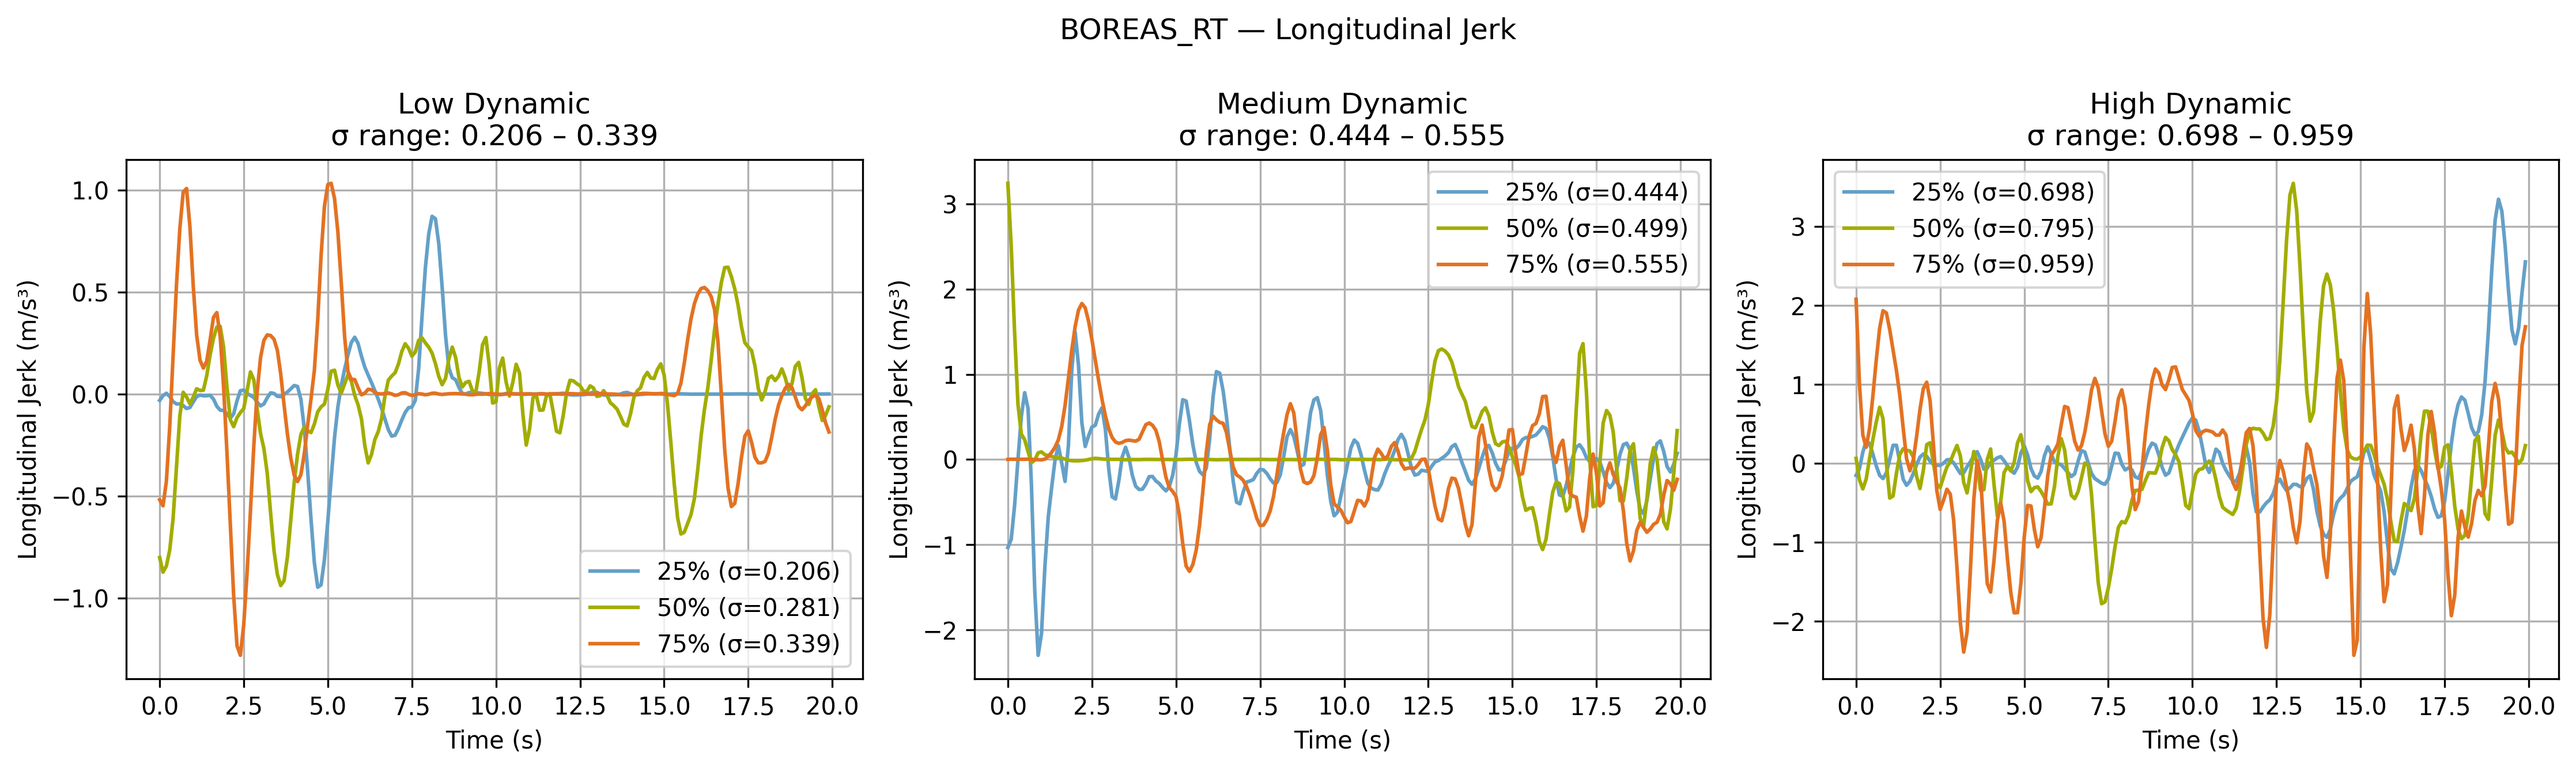 BOREAS_RT — Longitudinal Jerk
Low Dynamic
σ range: 0.206 – 0.339
Longitudinal Jerk (m/s³)
1.0
0.5
0.0
−0.5
−1.0
25% (σ=0.206)
50% (σ=0.281)
75% (σ=0.339)
0.0 2.5 5.0 7.5 10.0 12.5 15.0 17.5 20.0
Time (s)
Medium Dynamic
σ range: 0.444 – 0.555
Longitudinal Jerk (m/s³)
3
2
1
0
−1
−2
25% (σ=0.444)
50% (σ=0.499)
75% (σ=0.555)
0.0 2.5 5.0 7.5 10.0 12.5 15.0 17.5 20.0
Time (s)
High Dynamic
σ range: 0.698 – 0.959
Longitudinal Jerk (m/s³)
3
2
1
0
−1
−2
25% (σ=0.698)
50% (σ=0.795)
75% (σ=0.959)
0.0 2.5 5.0 7.5 10.0 12.5 15.0 17.5 20.0
Time (s)